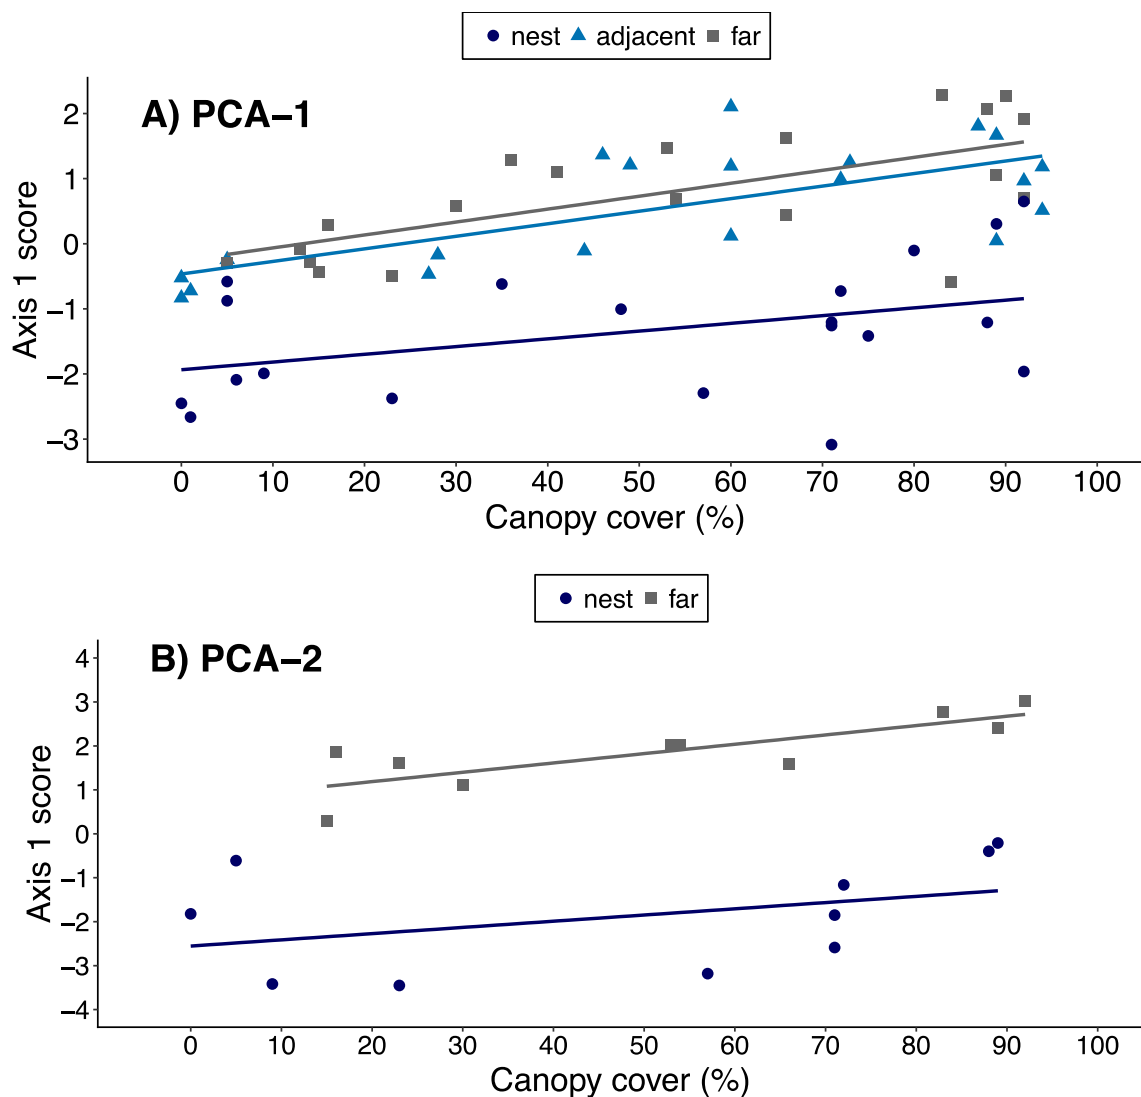 nest adjacent far
A) PCA−1
Axis 1 score
2
1
0
−1
−2
−3
0 10 20 30 40 50 60 70 80 90 100
Canopy cover (%)
nest far
B) PCA−2
Axis 1 score
4
3
2
1
0
−1
−2
−3
−4
0 10 20 30 40 50 60 70 80 90 100
Canopy cover (%)